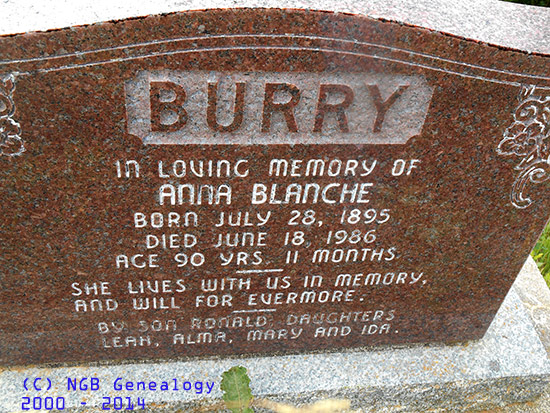 BURRY
IN LOVING MEMORY OF
ANNA BLANCHE
BORN JULY 28, 1895
DIED JUNE 18, 1986
AGE 90 YRS. 11 MONTHS
SHE LIVES WITH US IN MEMORY,
AND WILL FOR EVERMORE.
BY SON RONALD, DAUGHTERS
LEAH, ALMA, MARY AND IDA.
(C) NGB Genealogy
2000 - 2014